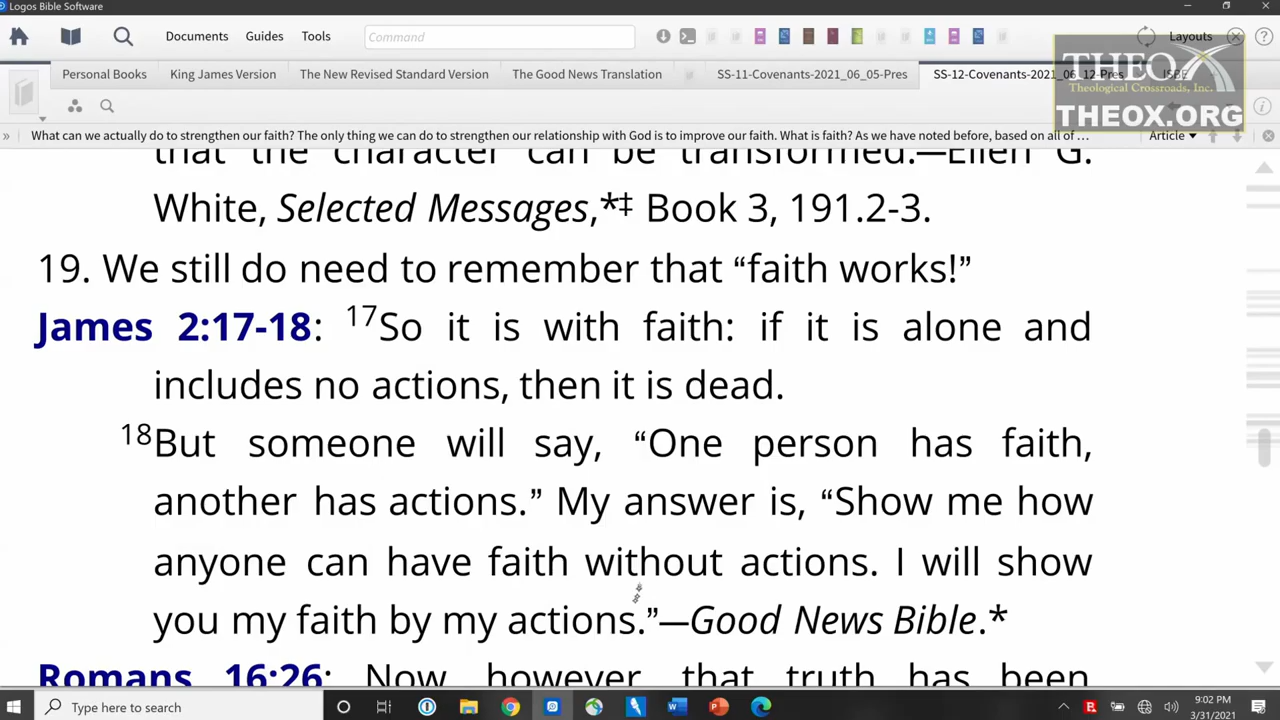 Logos Bible Software
Documents Guides Tools Command Layouts
Personal Books King James Version The New Revised Standard Version The Good News Translation SS-11-Covenants-2021_06_05-Pres SS-12-Covenants-2021_06_12-Pres ISBE
THEOX
Theological Crossroads, Inc.
THEOX.ORG
» What can we actually do to strengthen our faith? The only thing we can do to strengthen our relationship with God is to improve our faith. What is faith? As we have noted before, based on all of … Article
that the character can be transformed.—Ellen G.
White, Selected Messages,*‡ Book 3, 191.2-3.
19. We still do need to remember that “faith works!”
James 2:17-18: 17So it is with faith: if it is alone and
includes no actions, then it is dead.
18But someone will say, “One person has faith,
another has actions.” My answer is, “Show me how
anyone can have faith without actions. I will show
you my faith by my actions.”—Good News Bible.*
Romans 16:26: Now, however, that truth has been
Type here to search
9:02 PM
3/31/2021